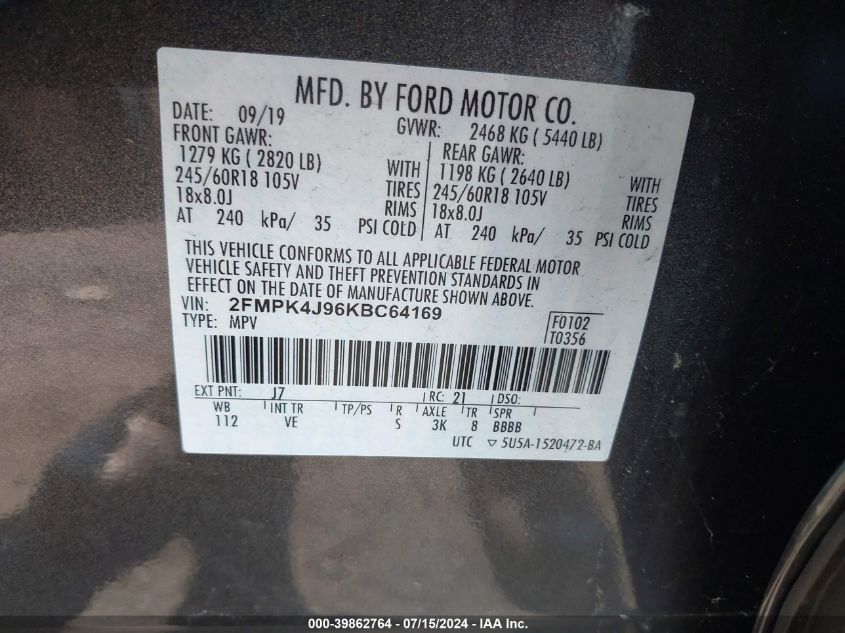 MFD. BY FORD MOTOR CO.
DATE: 09/19 GVWR: 2468 KG ( 5440 LB)
FRONT GAWR: REAR GAWR:
1279 KG ( 2820 LB) WITH 1198 KG ( 2640 LB) WITH
245/60R18 105V TIRES 245/60R18 105V TIRES
18x8.0J RIMS 18x8.0J RIMS
AT 240 kPa/ 35 PSI COLD AT 240 kPa/ 35 PSI COLD
THIS VEHICLE CONFORMS TO ALL APPLICABLE FEDERAL MOTOR
VEHICLE SAFETY AND THEFT PREVENTION STANDARDS IN
EFFECT ON THE DATE OF MANUFACTURE SHOWN ABOVE.
VIN: 2FMPK4J96KBC64169
TYPE: MPV
F0102
T0356
EXT PNT: J7 RC: 21 DSO:
WB INT TR TP/PS R AXLE TR SPR
112 VE S 3K 8 BBBB
UTC ▽ 5U5A-1520472-BA
000-39862764 - 07/15/2024 - IAA Inc.